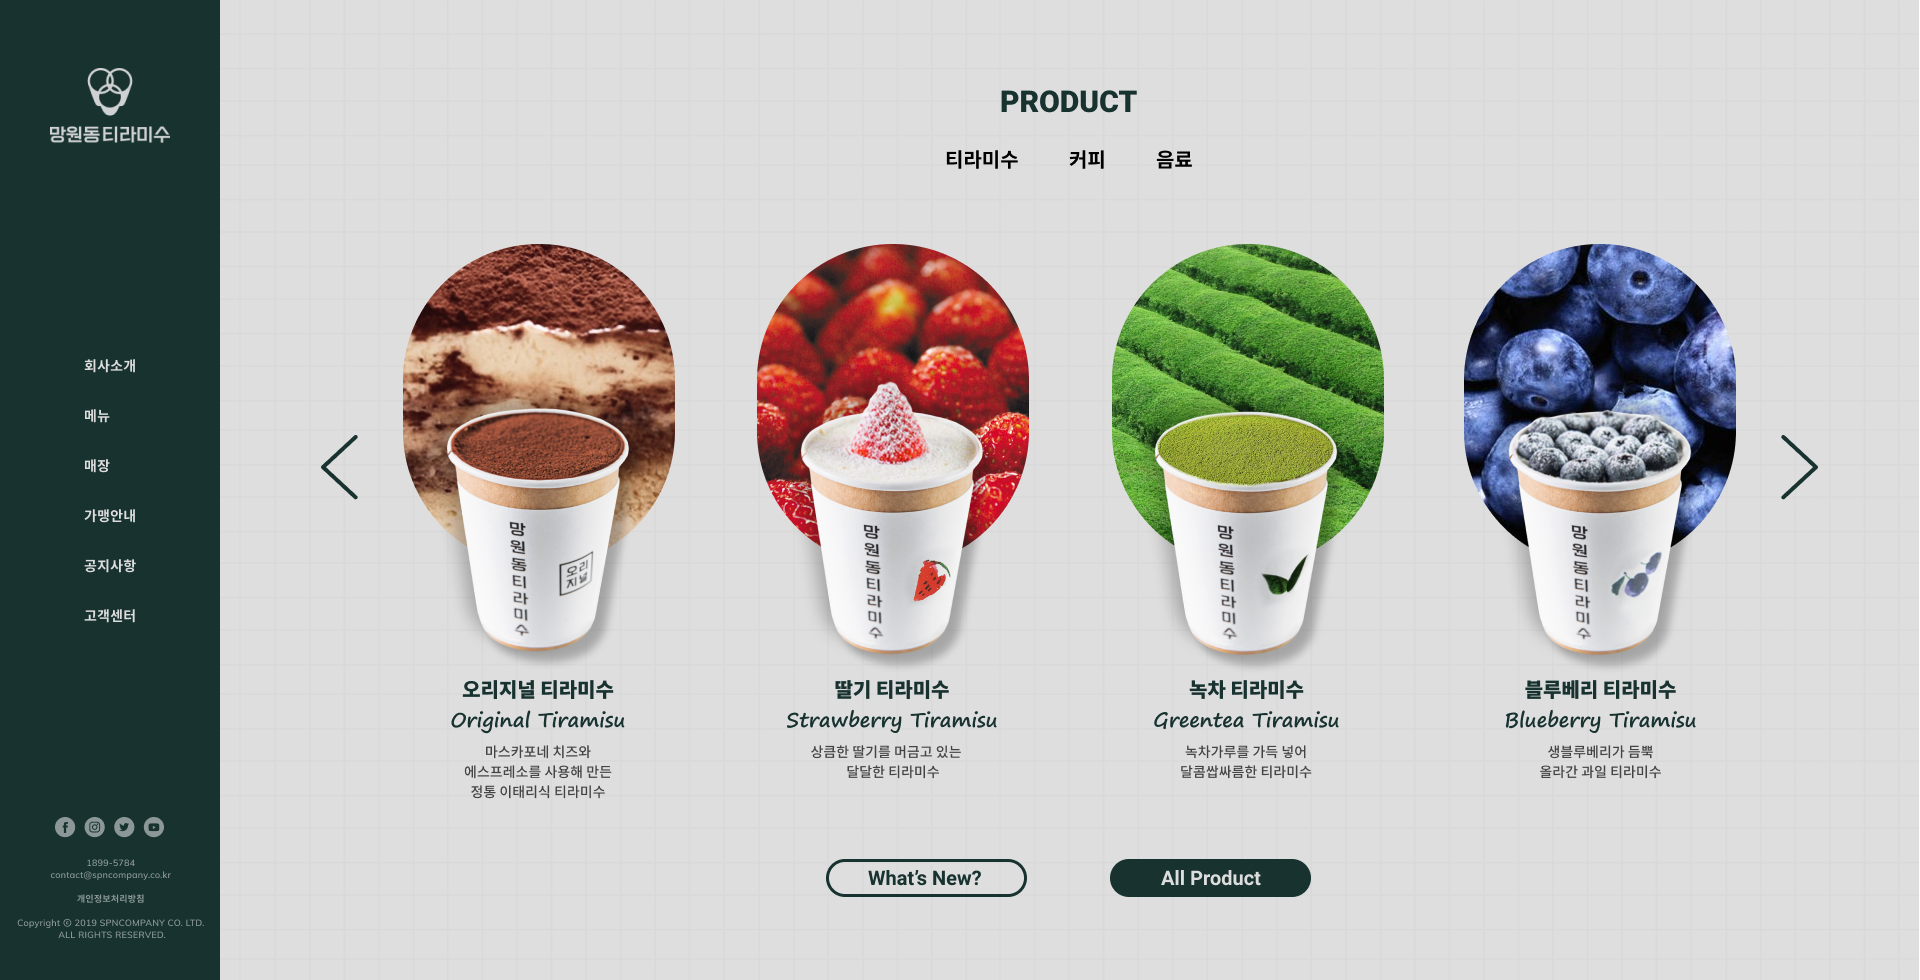 망원동티라미수
회사소개
메뉴
매장
가맹안내
공지사항
고객센터
1899-5784
contact@spncompany.co.kr
개인정보처리방침
Copyright ⓒ 2019 SPNCOMPANY CO. LTD.
ALL RIGHTS RESERVED.
PRODUCT
티라미수 커피 음료
망원동티라미수
오리지널
오리지널 티라미수
Original Tiramisu
마스카포네 치즈와
에스프레소를 사용해 만든
정통 이태리식 티라미수
망원동티라미수
딸기 티라미수
Strawberry Tiramisu
상큼한 딸기를 머금고 있는
달달한 티라미수
망원동티라미수
녹차 티라미수
Greentea Tiramisu
녹차가루를 가득 넣어
달콤쌉싸름한 티라미수
망원동티라미수
블루베리 티라미수
Blueberry Tiramisu
생블루베리가 듬뿍
올라간 과일 티라미수
What's New?
All Product